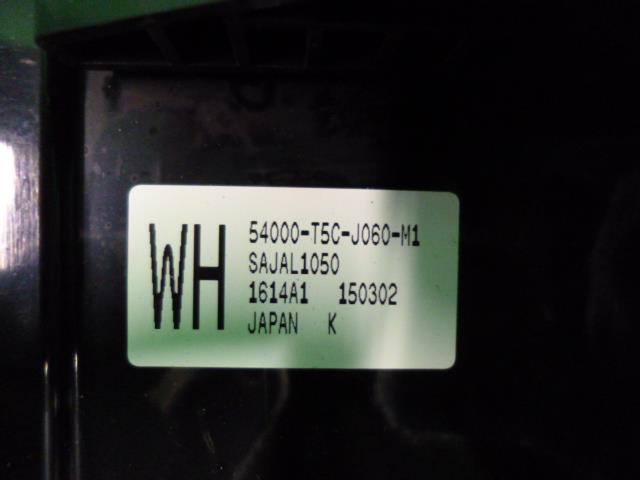 WH
54000-T5C-J060-M1
SAJAL1050
1614A1 150302
JAPAN K